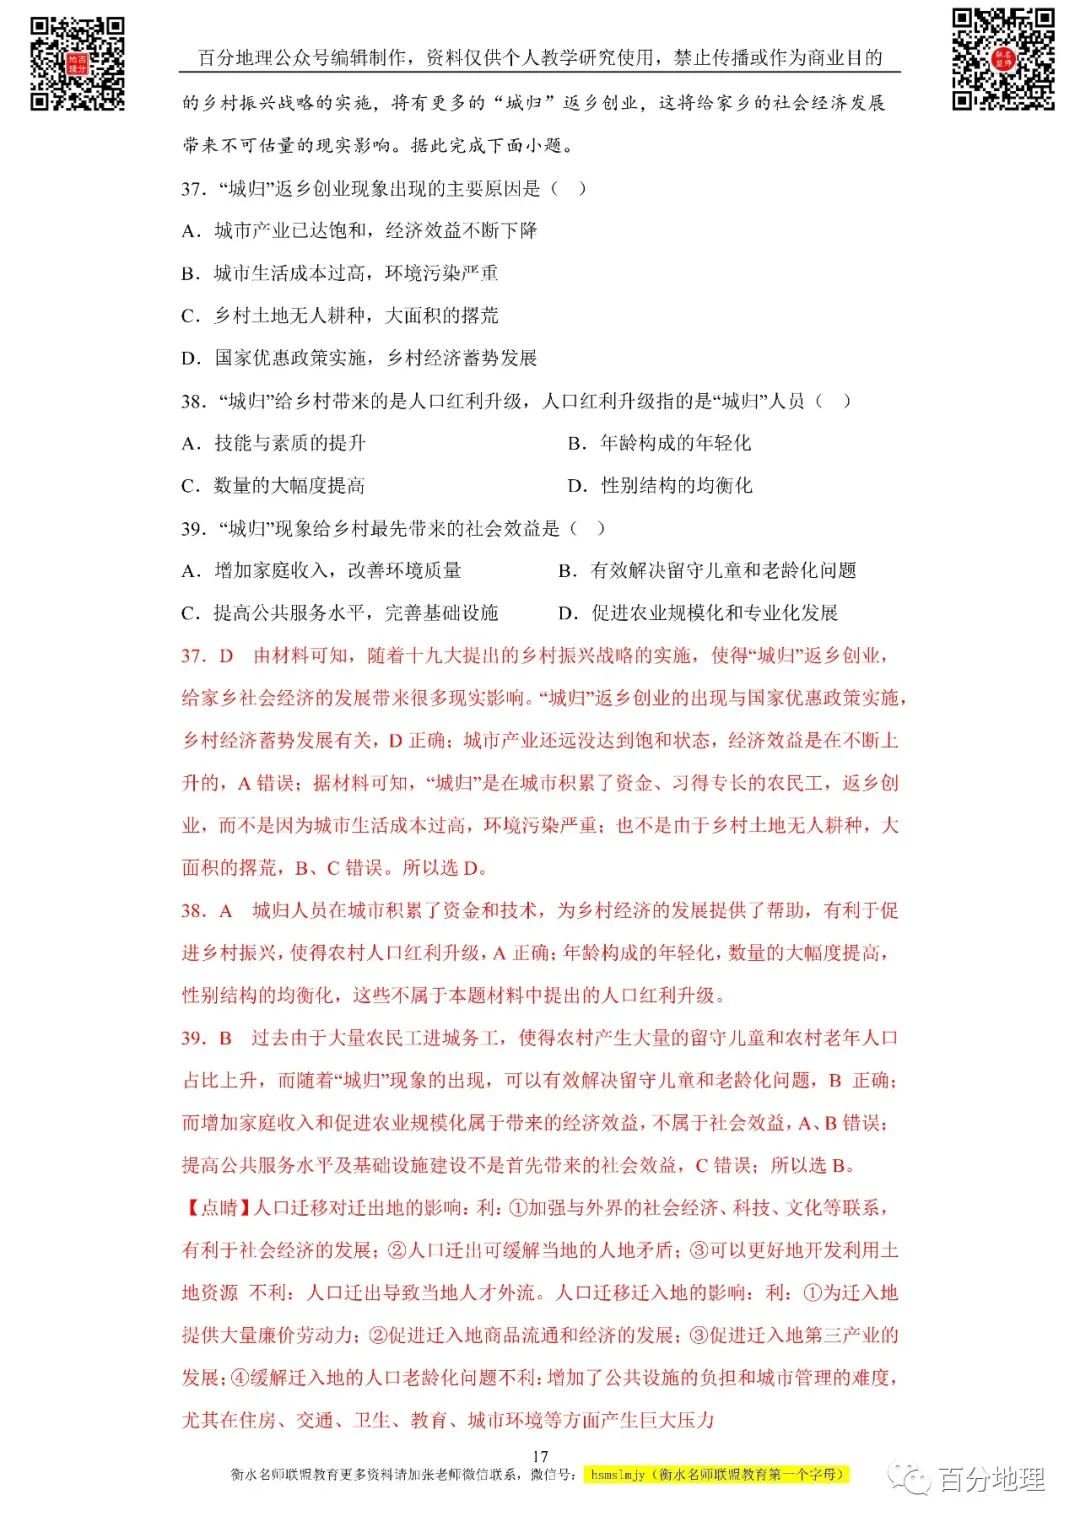 百分地理公众号编辑制作，资料仅供个人教学研究使用，禁止传播或作为商业目的
的乡村振兴战略的实施，将有更多的“城归”返乡创业，这将给家乡的社会经济发展
带来不可估量的现实影响。据此完成下面小题。
37．“城归”返乡创业现象出现的主要原因是（ ）
A．城市产业已达饱和，经济效益不断下降
B．城市生活成本过高，环境污染严重
C．乡村土地无人耕种，大面积的撂荒
D．国家优惠政策实施，乡村经济蓄势发展
38．“城归”给乡村带来的是人口红利升级，人口红利升级指的是“城归”人员（ ）
A．技能与素质的提升 B．年龄构成的年轻化
C．数量的大幅度提高 D．性别结构的均衡化
39．“城归”现象给乡村最先带来的社会效益是（ ）
A．增加家庭收入，改善环境质量 B．有效解决留守儿童和老龄化问题
C．提高公共服务水平，完善基础设施 D．促进农业规模化和专业化发展
37．D 由材料可知，随着十九大提出的乡村振兴战略的实施，使得“城归”返乡创业，
给家乡社会经济的发展带来很多现实影响。“城归”返乡创业的出现与国家优惠政策实施，
乡村经济蓄势发展有关，D 正确；城市产业还远没达到饱和状态，经济效益是在不断上
升的，A 错误；据材料可知，“城归”是在城市积累了资金、习得专长的农民工，返乡创
业，而不是因为城市生活成本过高，环境污染严重；也不是由于乡村土地无人耕种，大
面积的撂荒，B、C 错误。所以选 D。
38．A 城归人员在城市积累了资金和技术，为乡村经济的发展提供了帮助，有利于促
进乡村振兴，使得农村人口红利升级，A 正确；年龄构成的年轻化，数量的大幅度提高，
性别结构的均衡化，这些不属于本题材料中提出的人口红利升级。
39．B 过去由于大量农民工进城务工，使得农村产生大量的留守儿童和农村老年人口
占比上升，而随着“城归”现象的出现，可以有效解决留守儿童和老龄化问题，B 正确；
而增加家庭收入和促进农业规模化属于带来的经济效益，不属于社会效益，A、B 错误；
提高公共服务水平及基础设施建设不是首先带来的社会效益，C 错误；所以选 B。
【点睛】人口迁移对迁出地的影响：利：①加强与外界的社会经济、科技、文化等联系，
有利于社会经济的发展；②人口迁出可缓解当地的人地矛盾；③可以更好地开发利用土
地资源 不利：人口迁出导致当地人才外流。人口迁移迁入地的影响：利：①为迁入地
提供大量廉价劳动力；②促进迁入地商品流通和经济的发展；③促进迁入地第三产业的
发展；④缓解迁入地的人口老龄化问题不利：增加了公共设施的负担和城市管理的难度，
尤其在住房、交通、卫生、教育、城市环境等方面产生巨大压力
17
衡水名师联盟教育更多资料请加张老师微信联系，微信号： hsmslmjy（衡水名师联盟教育第一个字母）
百分地理